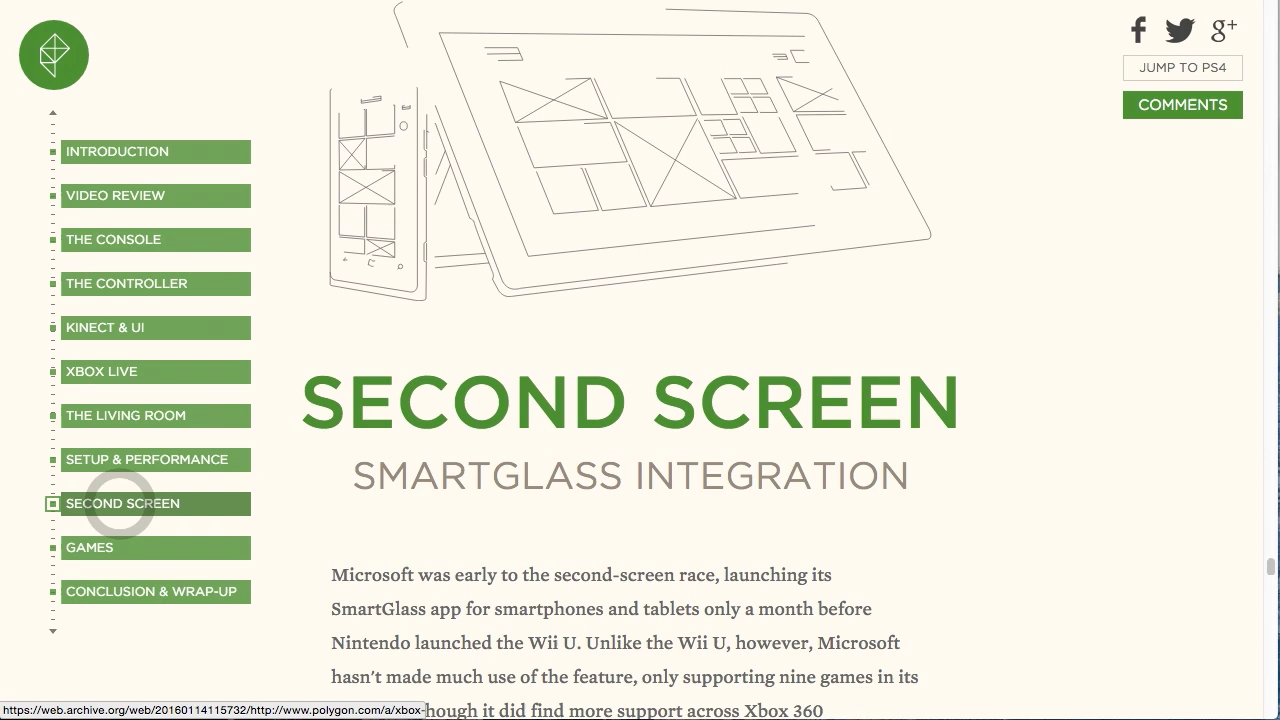 g+
JUMP TO PS4
COMMENTS
INTRODUCTION
VIDEO REVIEW
THE CONSOLE
THE CONTROLLER
KINECT & UI
XBOX LIVE
THE LIVING ROOM
SETUP & PERFORMANCE
SECOND SCREEN
GAMES
CONCLUSION & WRAP-UP
SECOND SCREEN
SMARTGLASS INTEGRATION
Microsoft was early to the second-screen race, launching its
SmartGlass app for smartphones and tablets only a month before
Nintendo launched the Wii U. Unlike the Wii U, however, Microsoft
hasn't made much use of the feature, only supporting nine games in its
hough it did find more support across Xbox 360
https://web.archive.org/web/20160114115732/http://www.polygon.com/a/xbox-